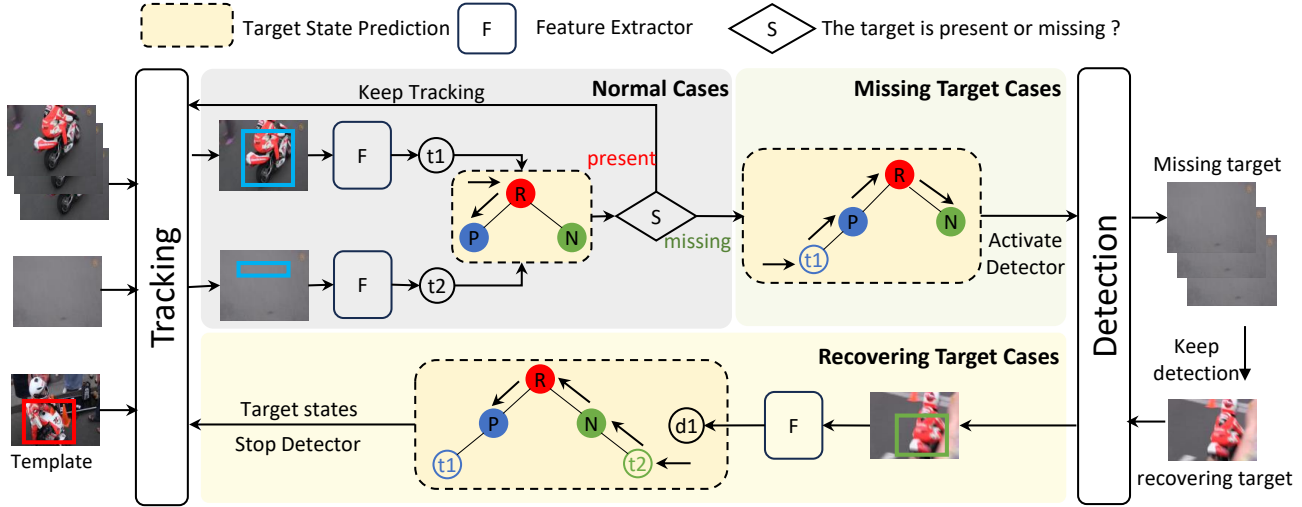 Target State Prediction
F
Feature Extractor
S
The target is present or missing ?
Tracking
Normal Cases
Keep Tracking
F
t1
present
R
P
N
S
missing
F
t2
Missing Target Cases
R
P
N
t1
Activate
Detector
Detection
Missing target
Keep
detection
recovering target
Recovering Target Cases
R
P
N
t1
t2
d1
F
Target states
Stop Detector
Template